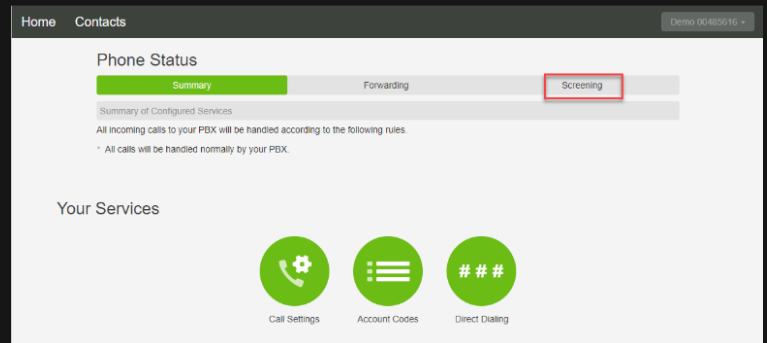 Home Contacts Demo 00485616
Phone Status
Summary Forwarding Screening
Summary of Configured Services
All incoming calls to your PBX will be handled according to the following rules.
* All calls will be handled normally by your PBX.
Your Services
# # #
Call Settings Account Codes Direct Dialing